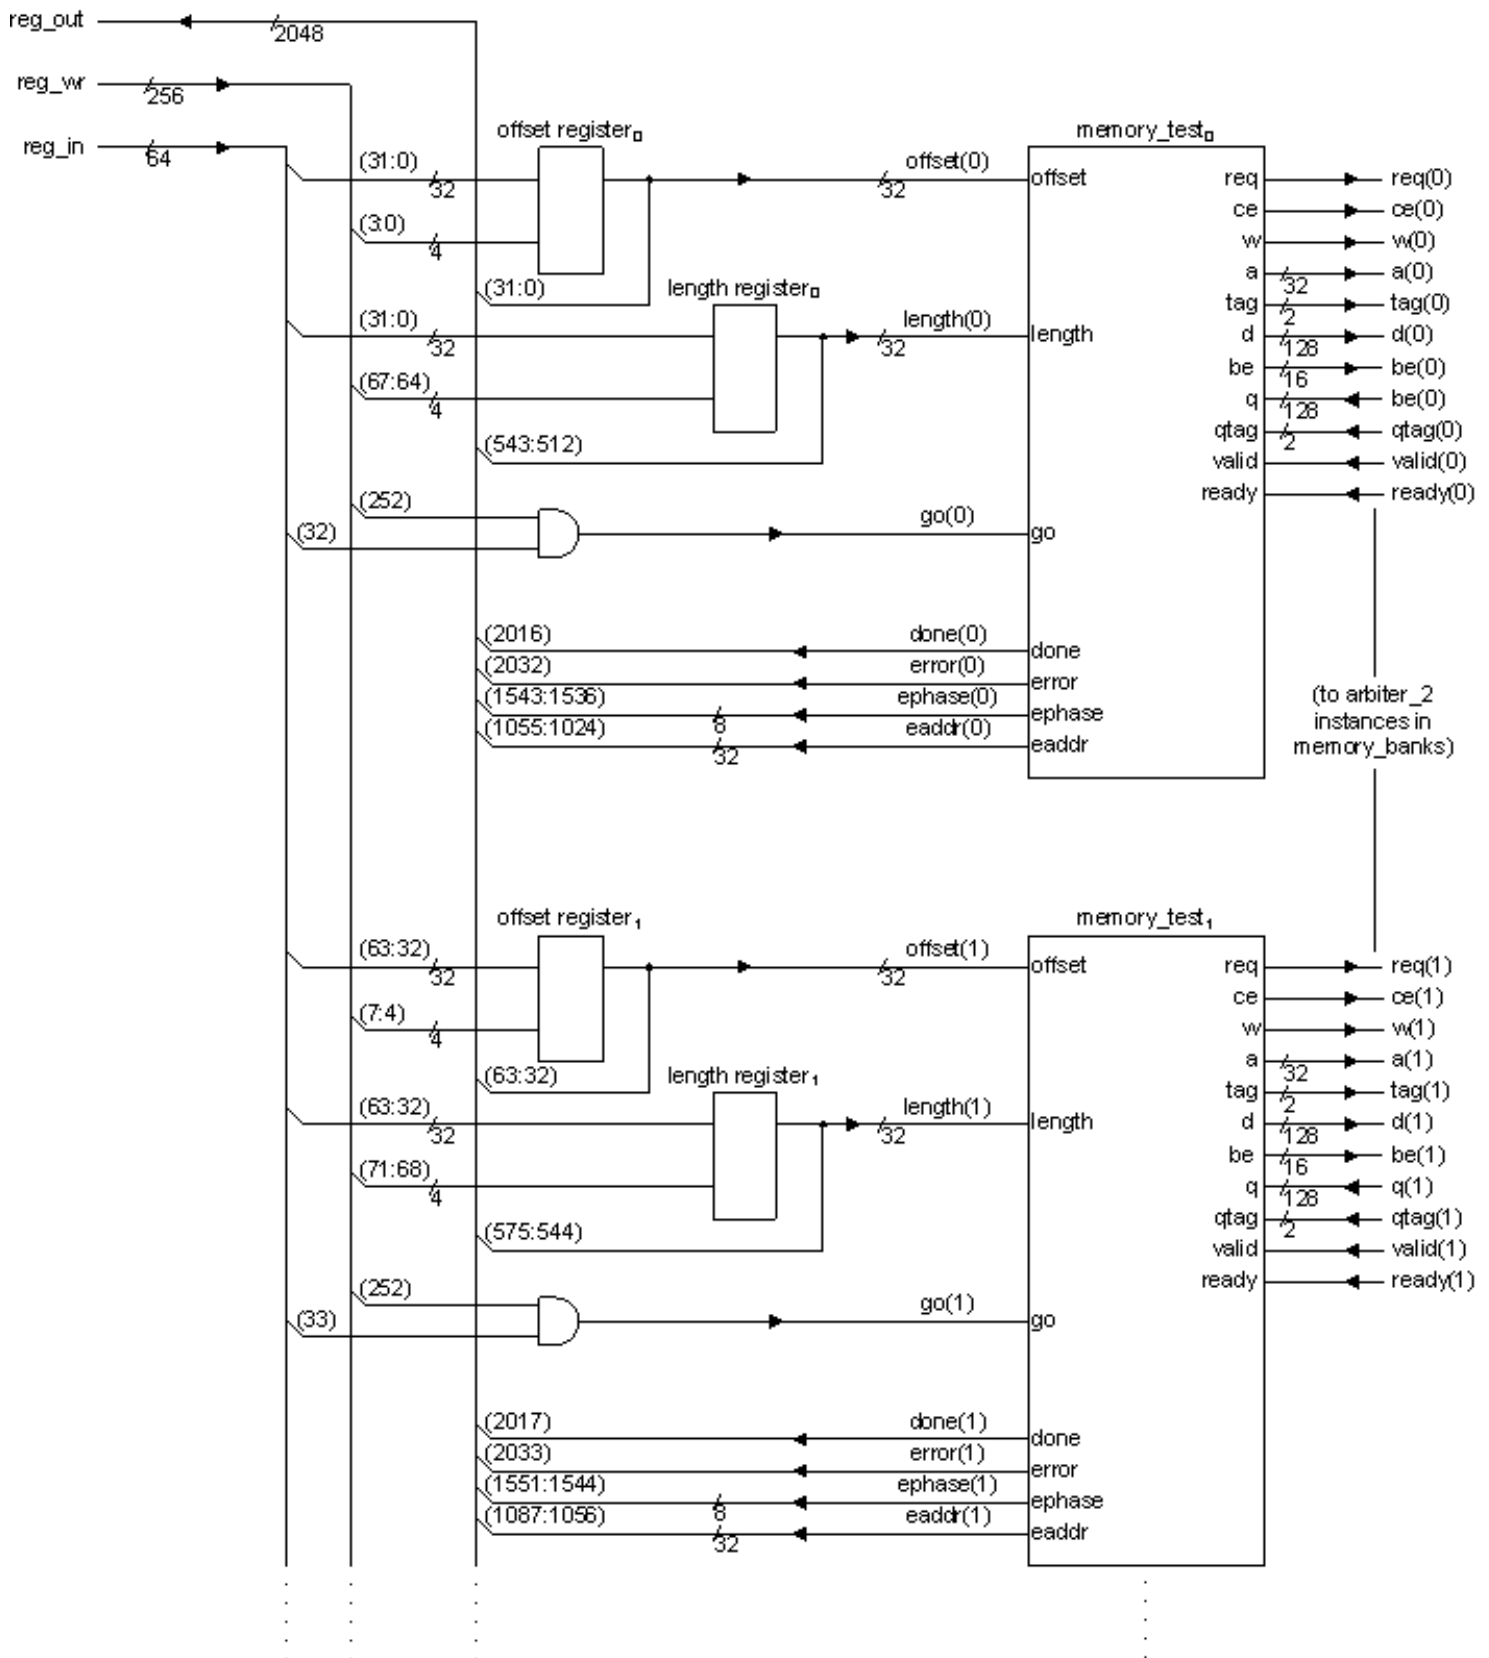 reg_out
2048
reg_wr
256
reg_in
64
offset register0
memory_test0
(31:0)
32
offset(0)
32
offset
req
req(0)
(3:0)
4
ce
ce(0)
w
w(0)
a
32
a(0)
(31:0)
length register0
tag
2
tag(0)
(31:0)
32
length(0)
32
length
d
128
d(0)
(67:64)
4
be
16
be(0)
q
128
be(0)
(543:512)
qtag
2
qtag(0)
valid
valid(0)
ready
ready(0)
(252)
(32)
go(0)
go
(2016)
done(0)
done
(2032)
error(0)
error
(1543:1536)
8
ephase(0)
ephase
(1055:1024)
32
eaddr(0)
eaddr
(to arbiter_2
instances in
memory_banks)
offset register1
memory_test1
(63:32)
32
offset(1)
32
offset
req
req(1)
(7:4)
4
ce
ce(1)
w
w(1)
a
32
a(1)
(63:32)
length register1
tag
2
tag(1)
(63:32)
32
length(1)
32
length
d
128
d(1)
(71:68)
4
be
16
be(1)
q
128
q(1)
(575:544)
qtag
2
qtag(1)
valid
valid(1)
ready
ready(1)
(252)
(33)
go(1)
go
(2017)
done(1)
done
(2033)
error(1)
error
(1551:1544)
8
ephase(1)
ephase
(1087:1056)
32
eaddr(1)
eaddr